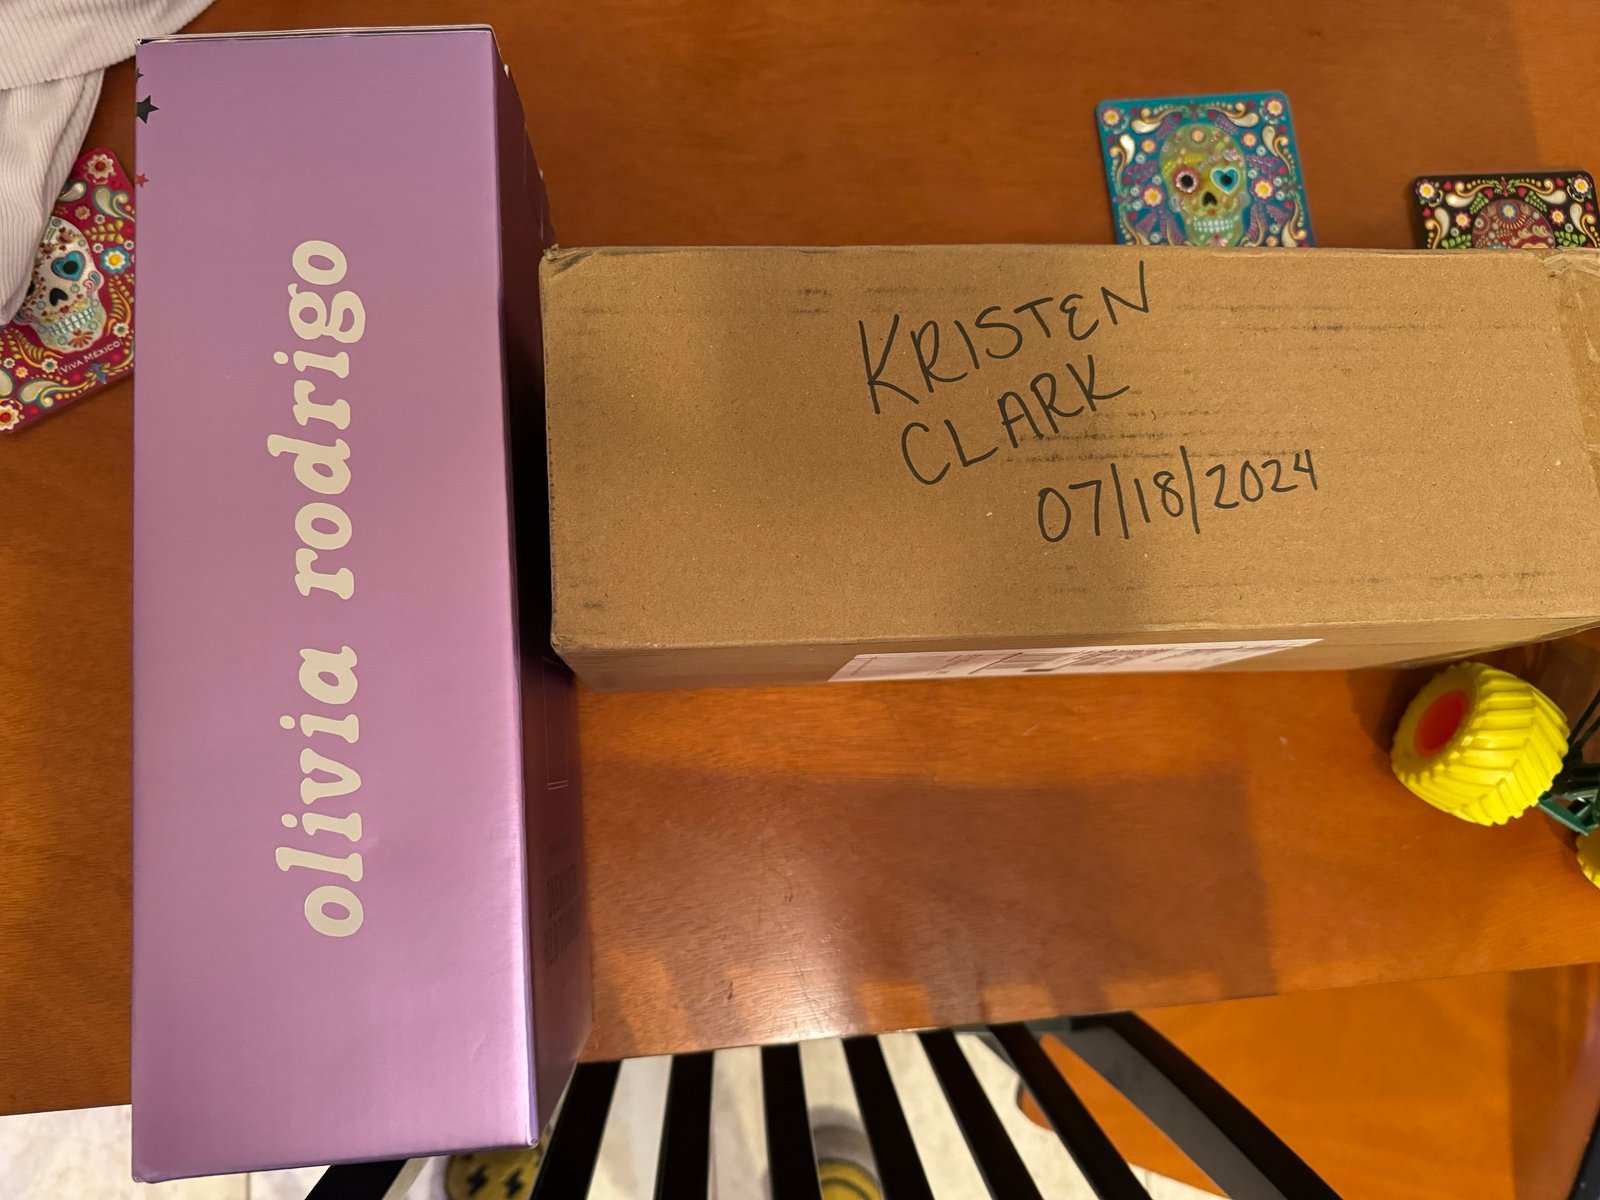 olivia rodrigo
KRISTEN
CLARK
07/18/2024
¡VIVA MEXICO!